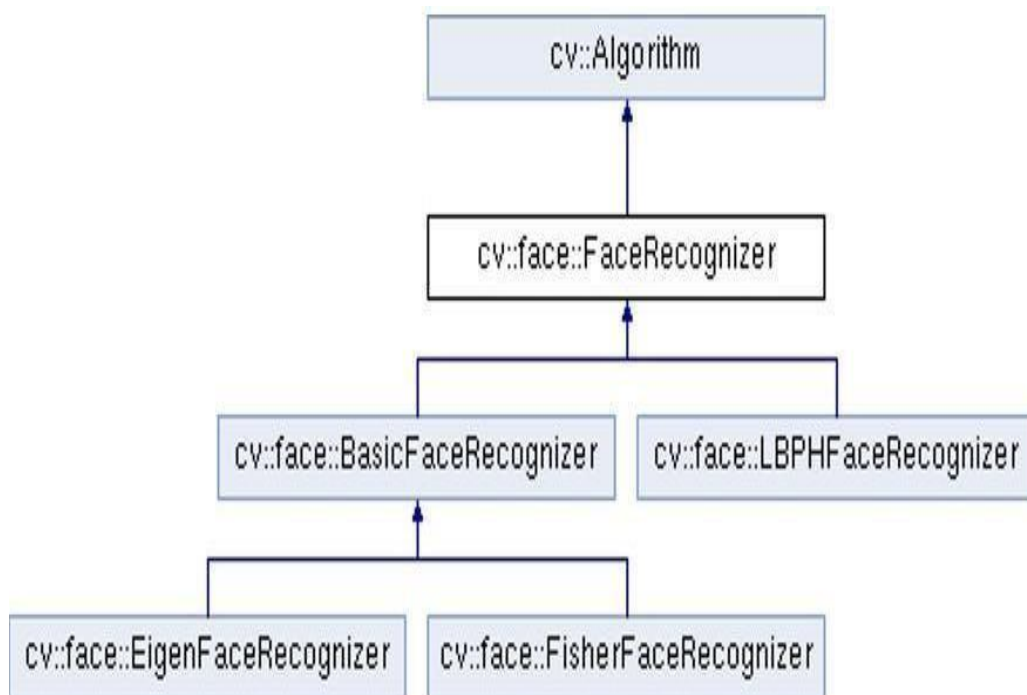 cv::Algorithm
cv::face::FaceRecognizer
cv::face::BasicFaceRecognizer
cv::face::LBPHFaceRecognizer
cv::face::EigenFaceRecognizer
cv::face::FisherFaceRecognizer